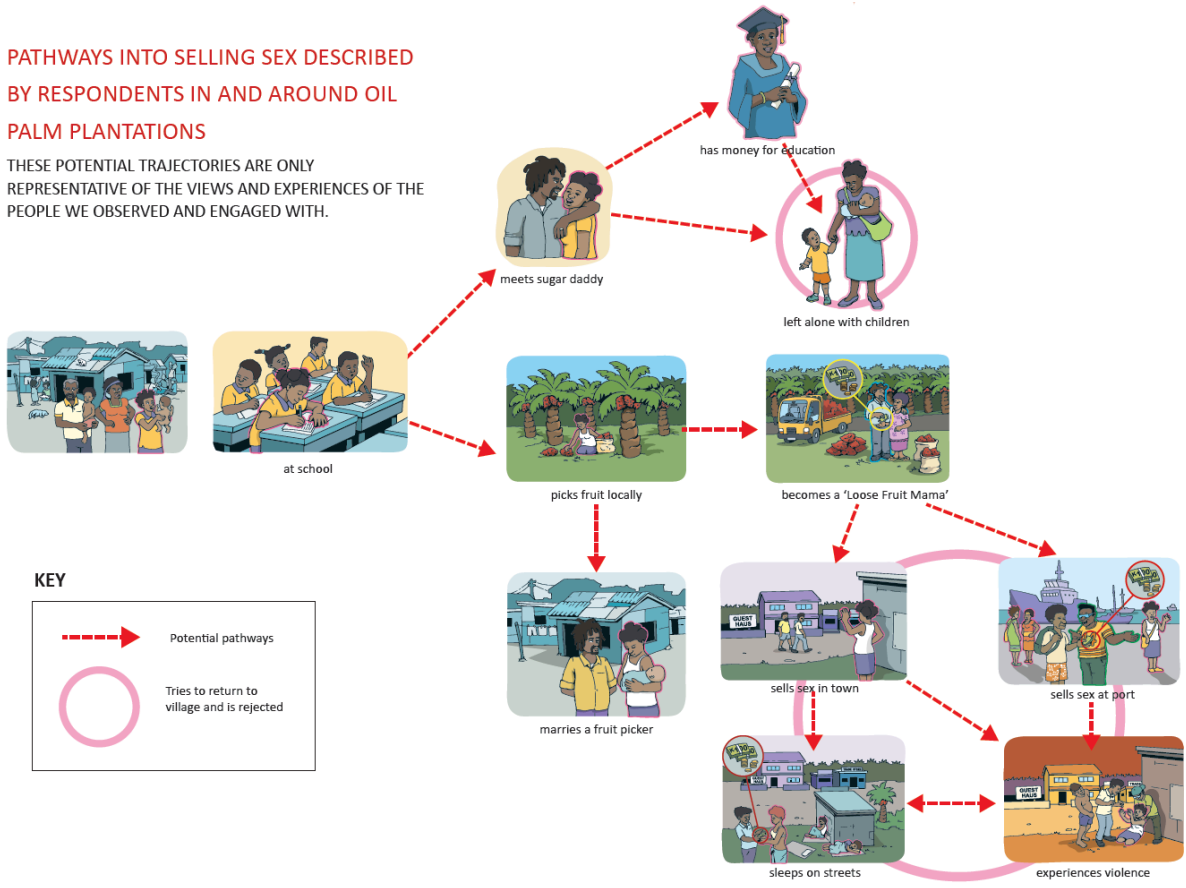 PATHWAYS INTO SELLING SEX DESCRIBED
BY RESPONDENTS IN AND AROUND OIL
PALM PLANTATIONS
THESE POTENTIAL TRAJECTORIES ARE ONLY
REPRESENTATIVE OF THE VIEWS AND EXPERIENCES OF THE
PEOPLE WE OBSERVED AND ENGAGED WITH.
has money for education
meets sugar daddy
left alone with children
at school
picks fruit locally
becomes a ‘Loose Fruit Mama’
marries a fruit picker
GUEST
HAUS
sells sex in town
sells sex at port
GUEST
HAUS
sleeps on streets
GUEST
HAUS
experiences violence
KEY
Potential pathways
Tries to return to
village and is rejected